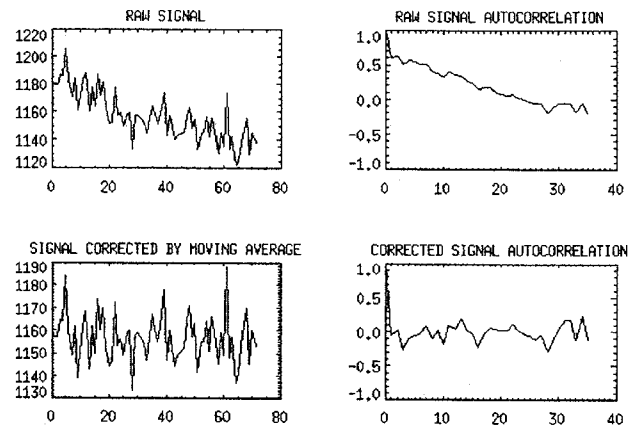 RAW SIGNAL
1220
1200
1180
1160
1140
1120
0 20 40 60 80
RAW SIGNAL AUTOCORRELATION
1.0
0.5
0.0
-0.5
-1.0
0 10 20 30 40
SIGNAL CORRECTED BY MOVING AVERAGE
1190
1180
1170
1160
1150
1140
1130
0 20 40 60 80
CORRECTED SIGNAL AUTOCORRELATION
1.0
0.5
0.0
-0.5
-1.0
0 10 20 30 40